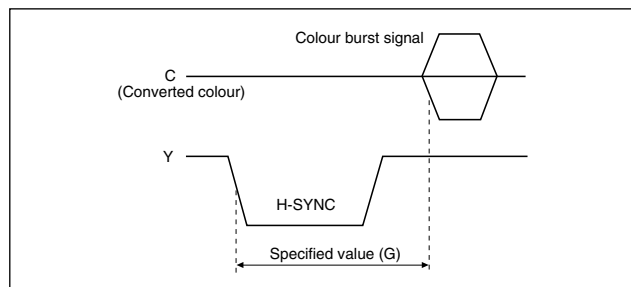 Colour burst signal
C
(Converted colour)
Y
H-SYNC
Specified value (G)